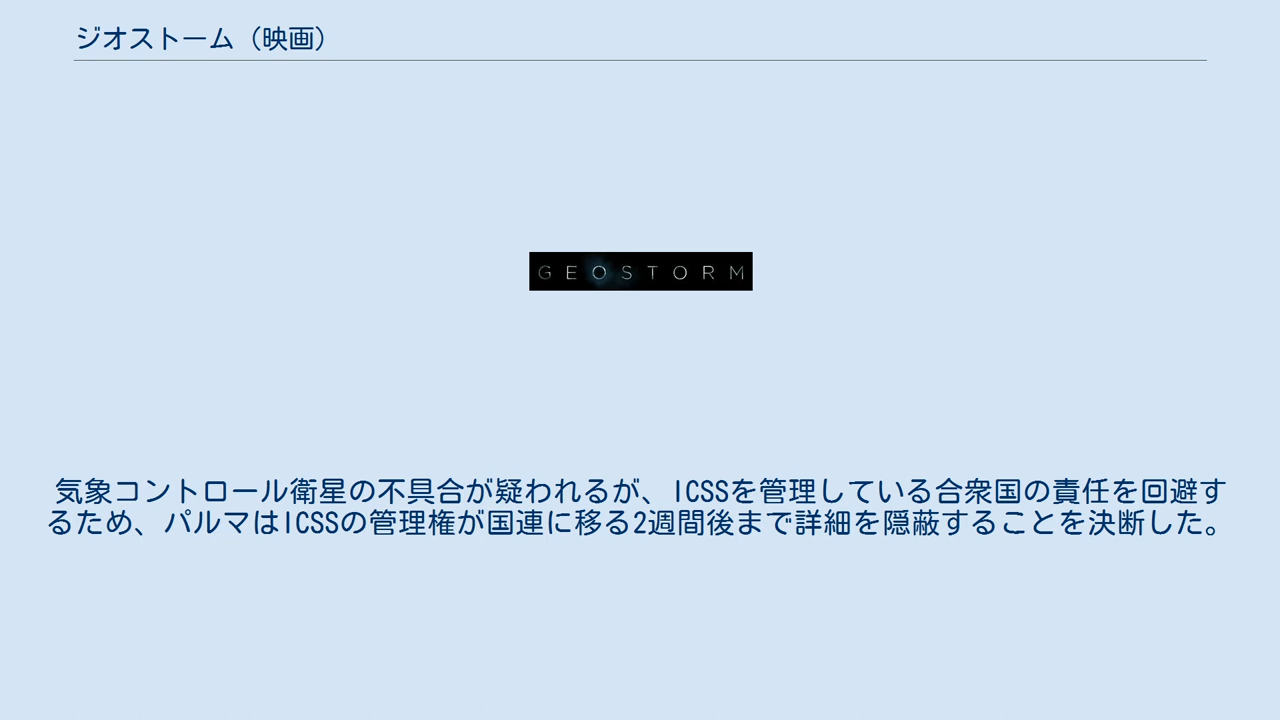 ジオストーム（映画）
GEOSTORM
気象コントロール衛星の不具合が疑われるが、ICSSを管理している合衆国の責任を回避す
るため、パルマはICSSの管理権が国連に移る2週間後まで詳細を隠蔽することを決断した。